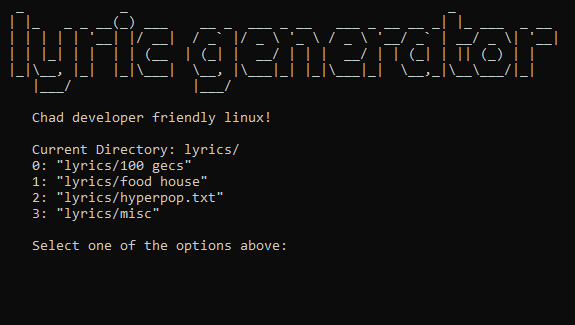 lyric generator
Chad developer friendly linux!
Current Directory: lyrics/
0: "lyrics/100 gecs"
1: "lyrics/food house"
2: "lyrics/hyperpop.txt"
3: "lyrics/misc"
Select one of the options above: